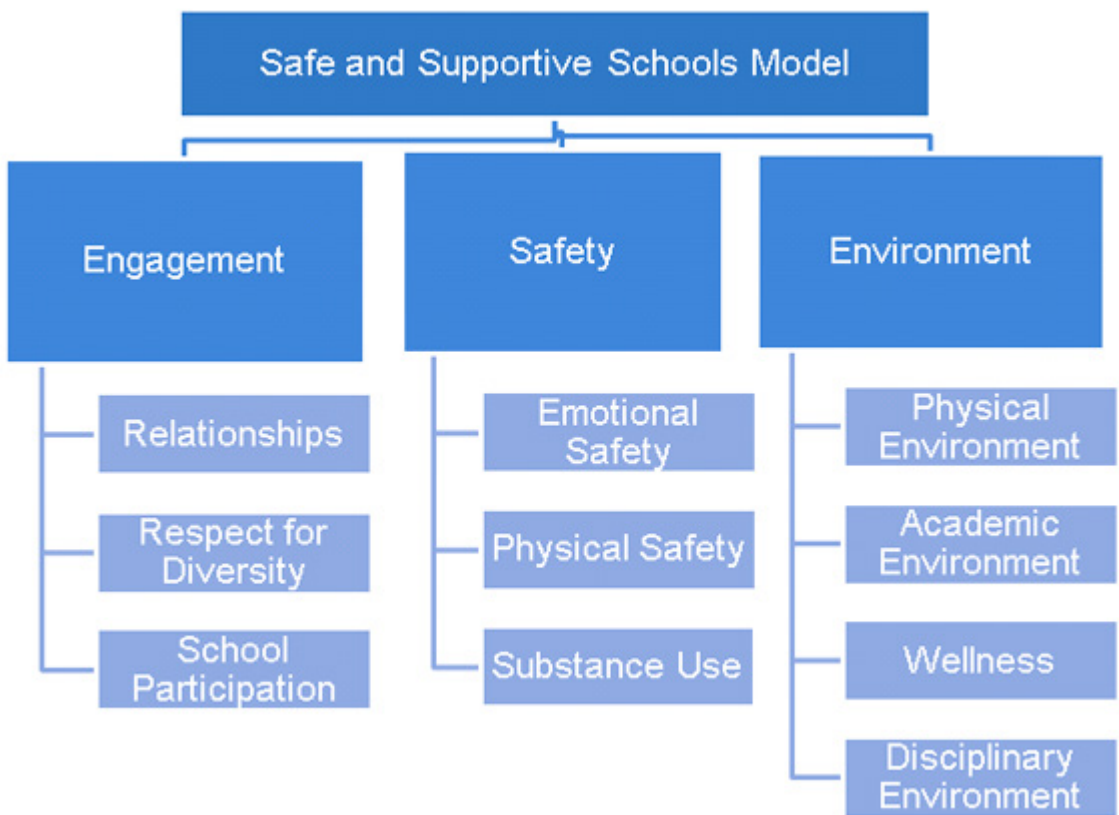 Safe and Supportive Schools Model
Engagement
Safety
Environment
Relationships
Respect for
Diversity
School
Participation
Emotional
Safety
Physical Safety
Substance Use
Physical
Environment
Academic
Environment
Wellness
Disciplinary
Environment